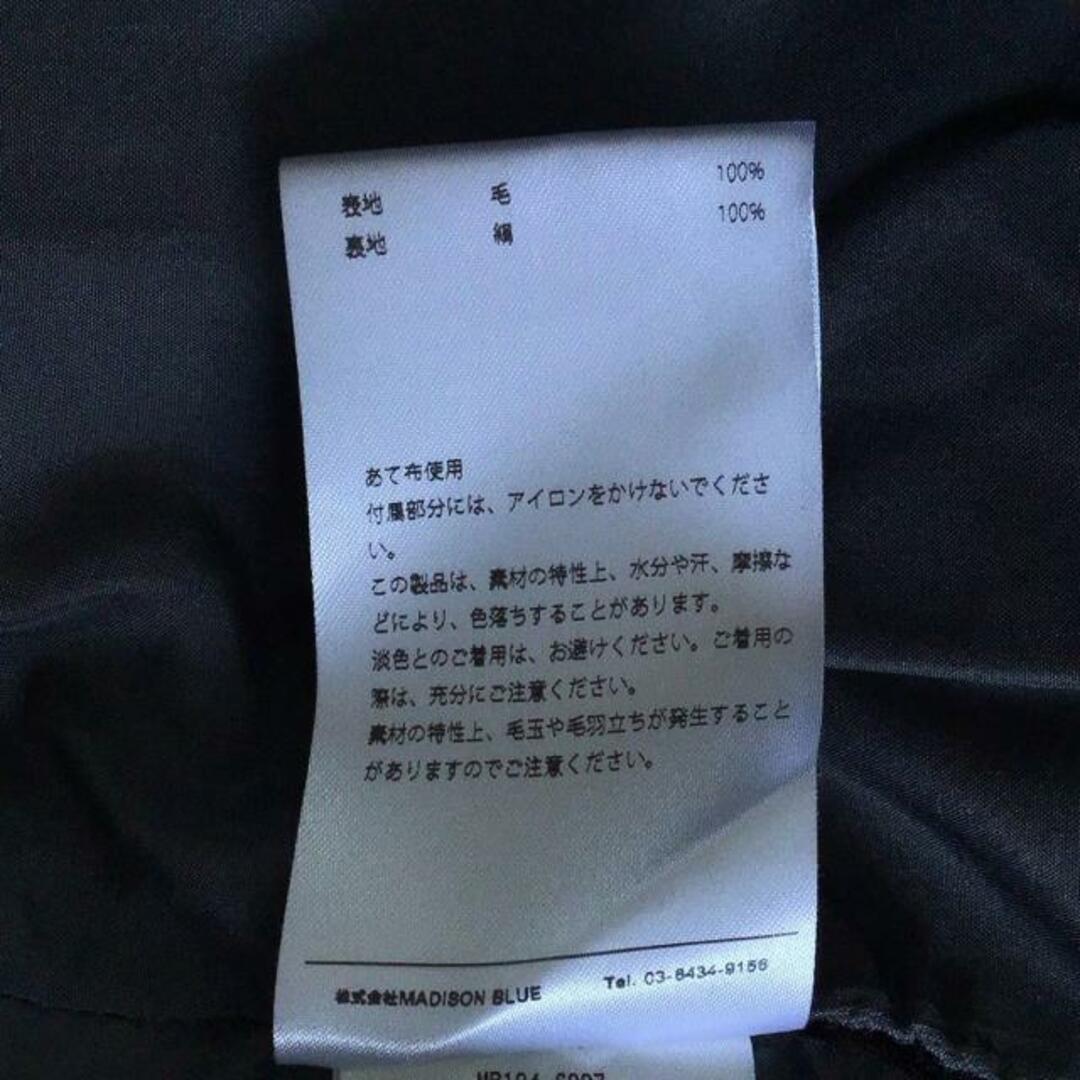 表地 毛 100%
裏地 絹 100%
あて布使用
付属部分には、アイロンをかけないでくださ
い。
この製品は、素材の特性上、水分や汗、摩擦な
どにより、色落ちすることがあります。
淡色とのご着用は、お避けください。ご着用の
際は、充分にご注意ください。
素材の特性上、毛玉や毛羽立ちが発生すること
がありますのでご注意ください。
株式会社MADISON BLUE Tel. 03-6434-9156